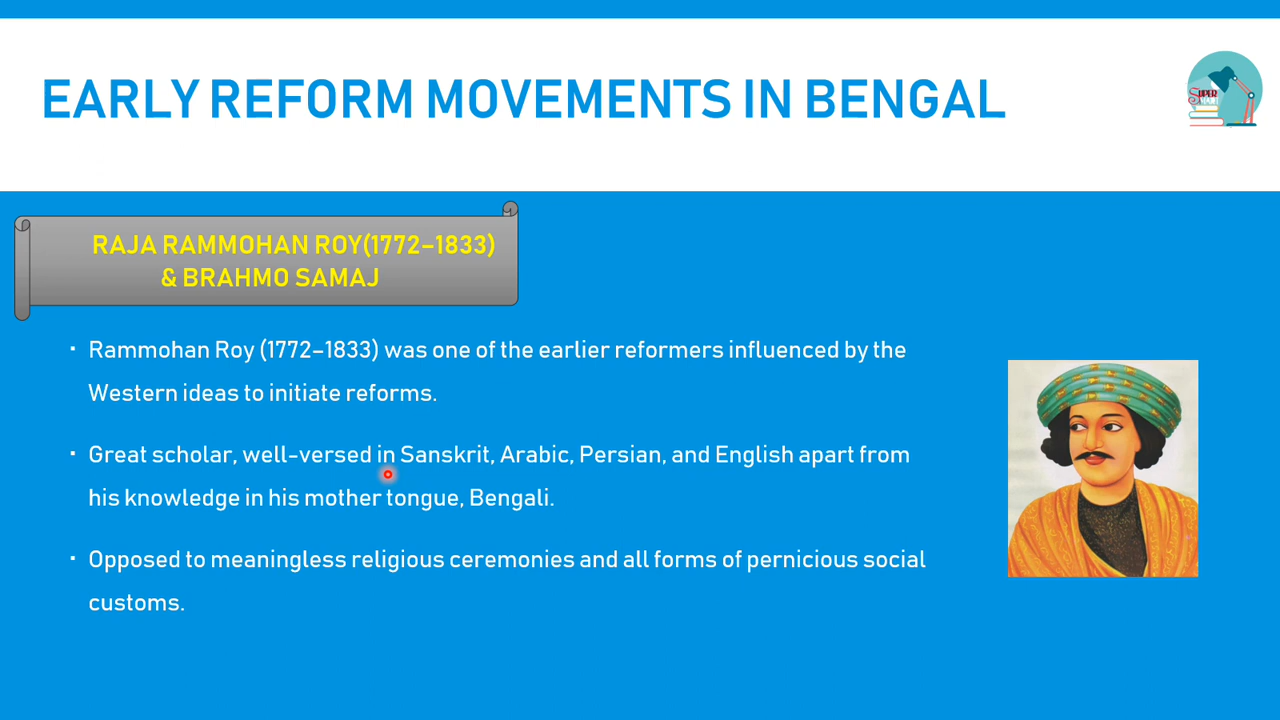 EARLY REFORM MOVEMENTS IN BENGAL
SUPER
RAJA RAMMOHAN ROY(1772–1833)
& BRAHMO SAMAJ
▪ Rammohan Roy (1772–1833) was one of the earlier reformers influenced by the
Western ideas to initiate reforms.
▪ Great scholar, well-versed in Sanskrit, Arabic, Persian, and English apart from
his knowledge in his mother tongue, Bengali.
▪ Opposed to meaningless religious ceremonies and all forms of pernicious social
customs.